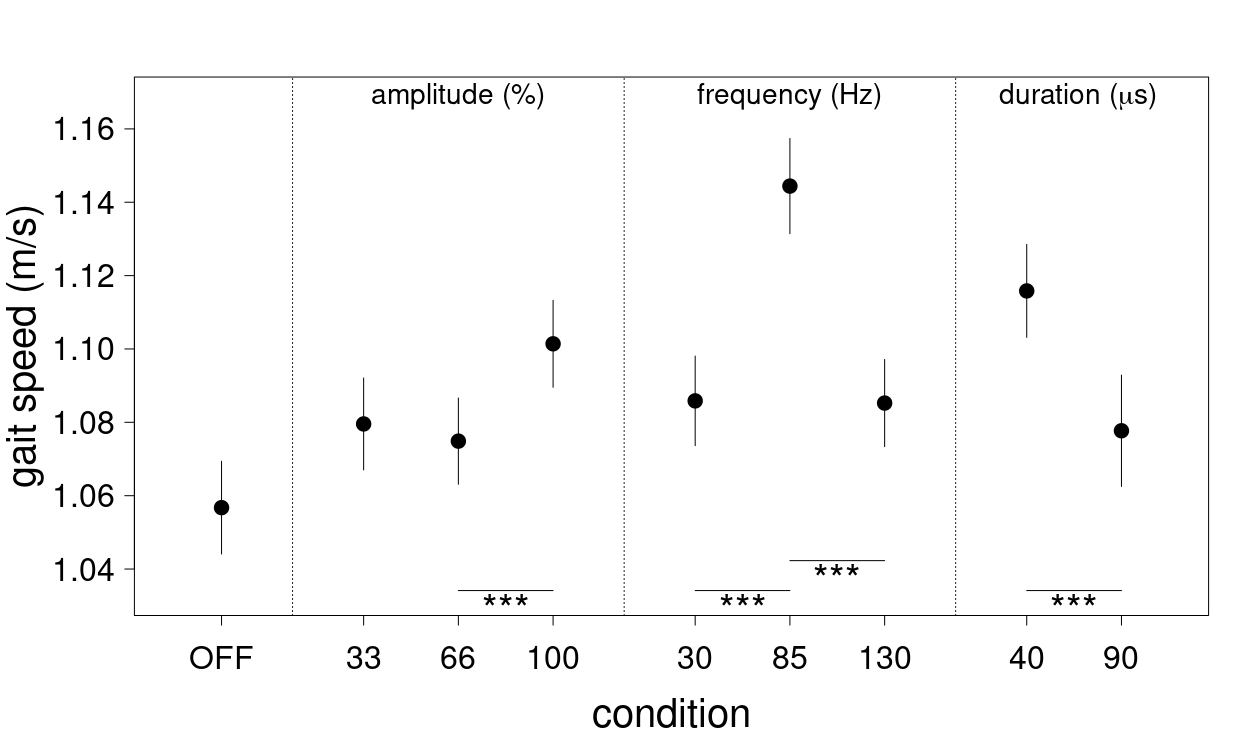 amplitude (%) frequency (Hz) duration (μs)
1.16
1.14
1.12
1.10
1.08
1.06
1.04
gait speed (m/s)
***
*** *** ***
OFF 33 66 100 30 85 130 40 90
condition